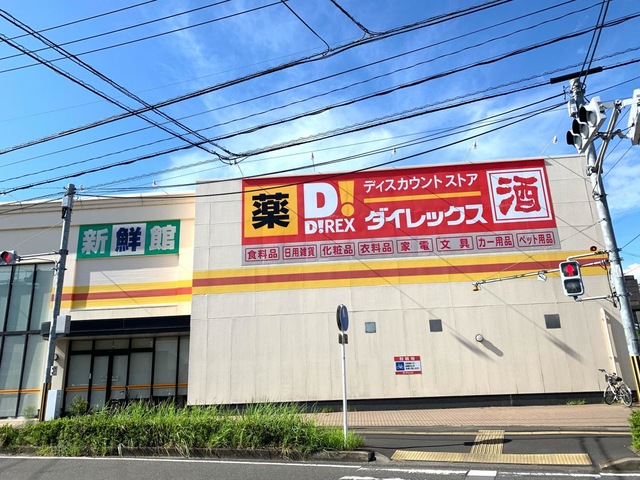 新鮮館
薬
D!
D!REX
ディスカウント ストア
ダイレックス
酒
食料品 日用雑貨 化粧品 衣料品 家電 文具 カー用品 ペット用品